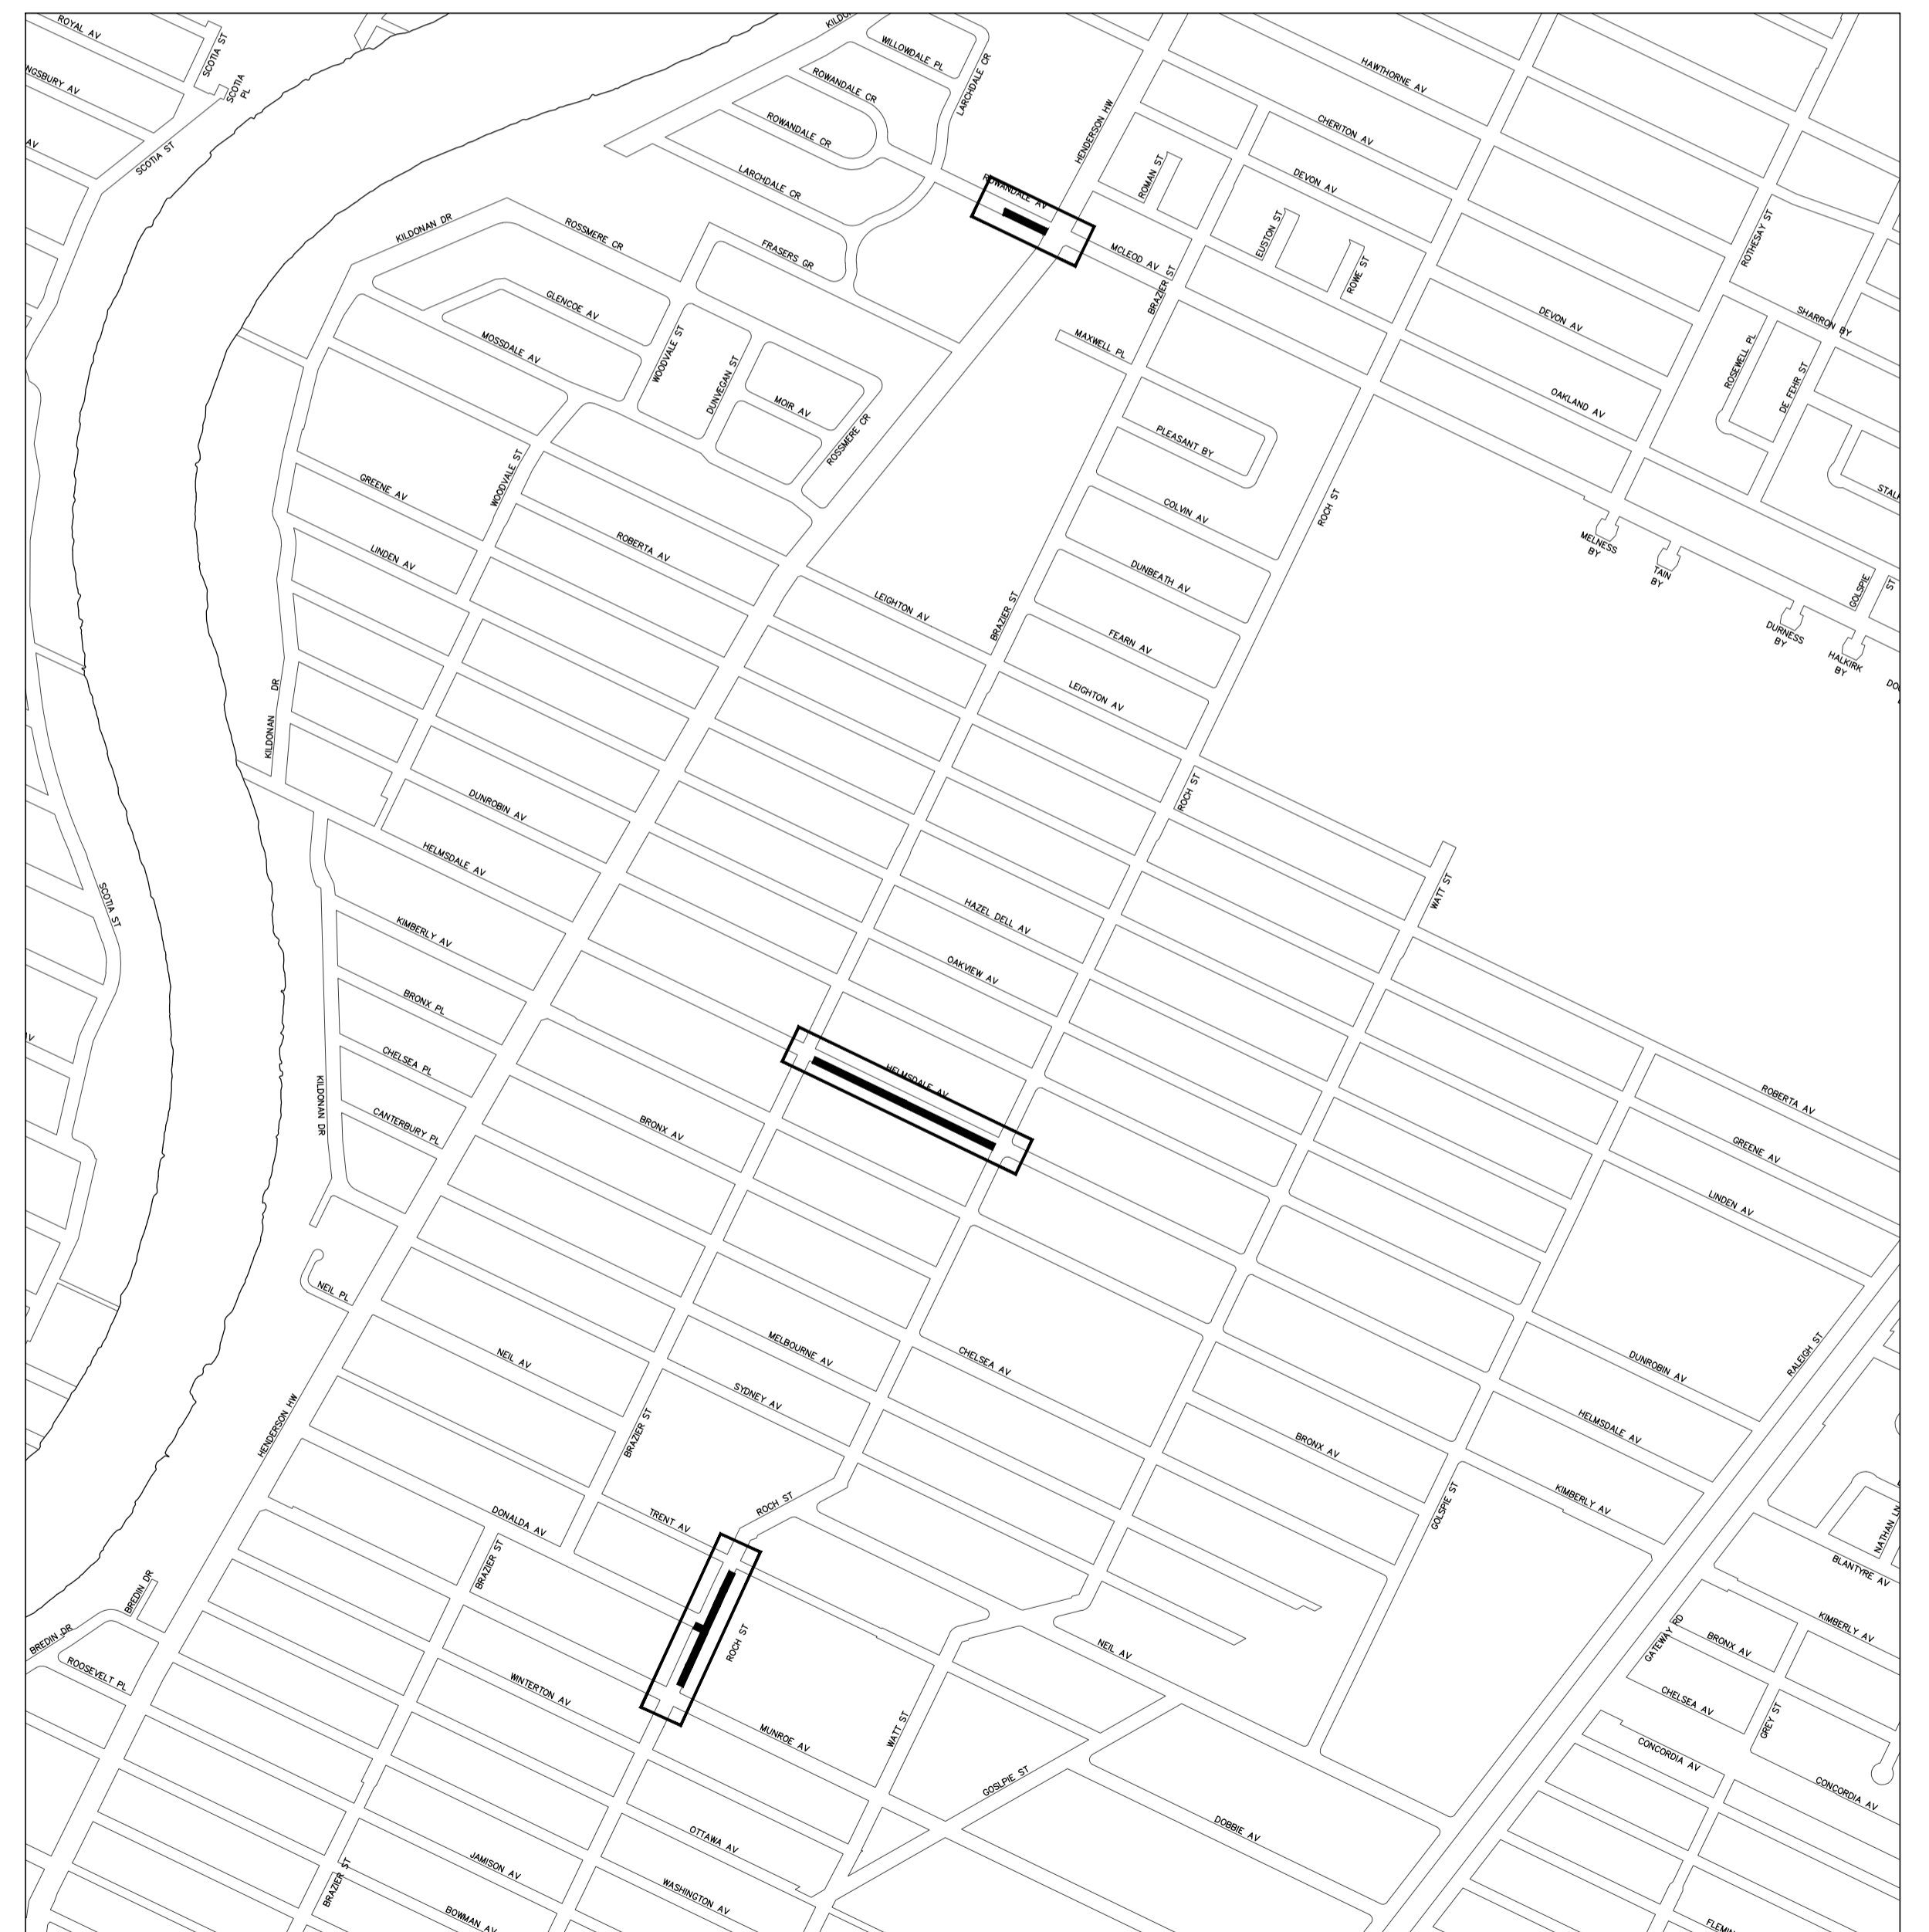 ROYAL AV
SCOTIA ST
SCOTIA
PL
NGSBURY AV
AV
SCOTIA ST
WILLOWDALE PL
LARCHDALE CR
ROWANDALE CR
ROWANDALE CR
LARCHDALE CR
HENDERSON HW
HAWTHORNE AV
CHERITON AV
DEVON AV
ROMAN ST
ROWANDALE AV
EUSTON ST
ROWE ST
MCLEOD AV
BRAZIER ST
ROTHESAY ST
KILDONAN DR
ROSSMERE CR
FRASERS GR
GLENCOE AV
MOSSDALE AV
WOODVALE ST
DUNVEGAN ST
MOIR AV
ROSSMERE CR
MAXWELL PL
DEVON AV
SHARRON BY
ROSEWELL PL
DE FEHR ST
OAKLAND AV
PLEASANT BY
GREENE AV
WOODVALE ST
COLVIN AV
ROCH ST
LINDEN AV
ROBERTA AV
MELNESS
BY
TAIN
BY
GOLSPIE
ST
DUNBEATH AV
LEIGHTON AV
BRAZIER ST
FEARN AV
DURNESS
BY
HALKIRK
BY
LEIGHTON AV
KILDONAN
DR
ROCH ST
DUNROBIN AV
HELMSDALE AV
WATT ST
SCOTIA ST
KIMBERLY AV
HAZEL DELL AV
OAKVIEW AV
BRONX PL
CHELSEA PL
HELMSDALE AV
KILDONAN DR
CANTERBURY PL
BRONX AV
ROBERTA AV
GREENE AV
LINDEN AV
NEIL PL
NEIL AV
MELBOURNE AV
CHELSEA AV
SYDNEY AV
DUNROBIN AV
RALEIGH ST
HENDERSON HW
BRAZIER ST
HELMSDALE AV
BRONX AV
KIMBERLY AV
GOLSPIE ST
ROCH ST
TRENT AV
DONALDA AV
BRAZIER ST
NATHAN LN
BLANTYRE AV
BREDIN DR
BREDIN DR
ROOSEVELT PL
ROCH ST
NEIL AV
GATEWAY RD
KIMBERLY AV
BRONX AV
WINTERTON AV
CHELSEA AV
GREY ST
MUNROE AV
WATT ST
CONCORDIA AV
CONCORDIA AV
GOSLPIE ST
DOBBIE AV
OTTAWA AV
JAMISON AV
BRAZIER ST
WASHINGTON AV
BOWMAN AV